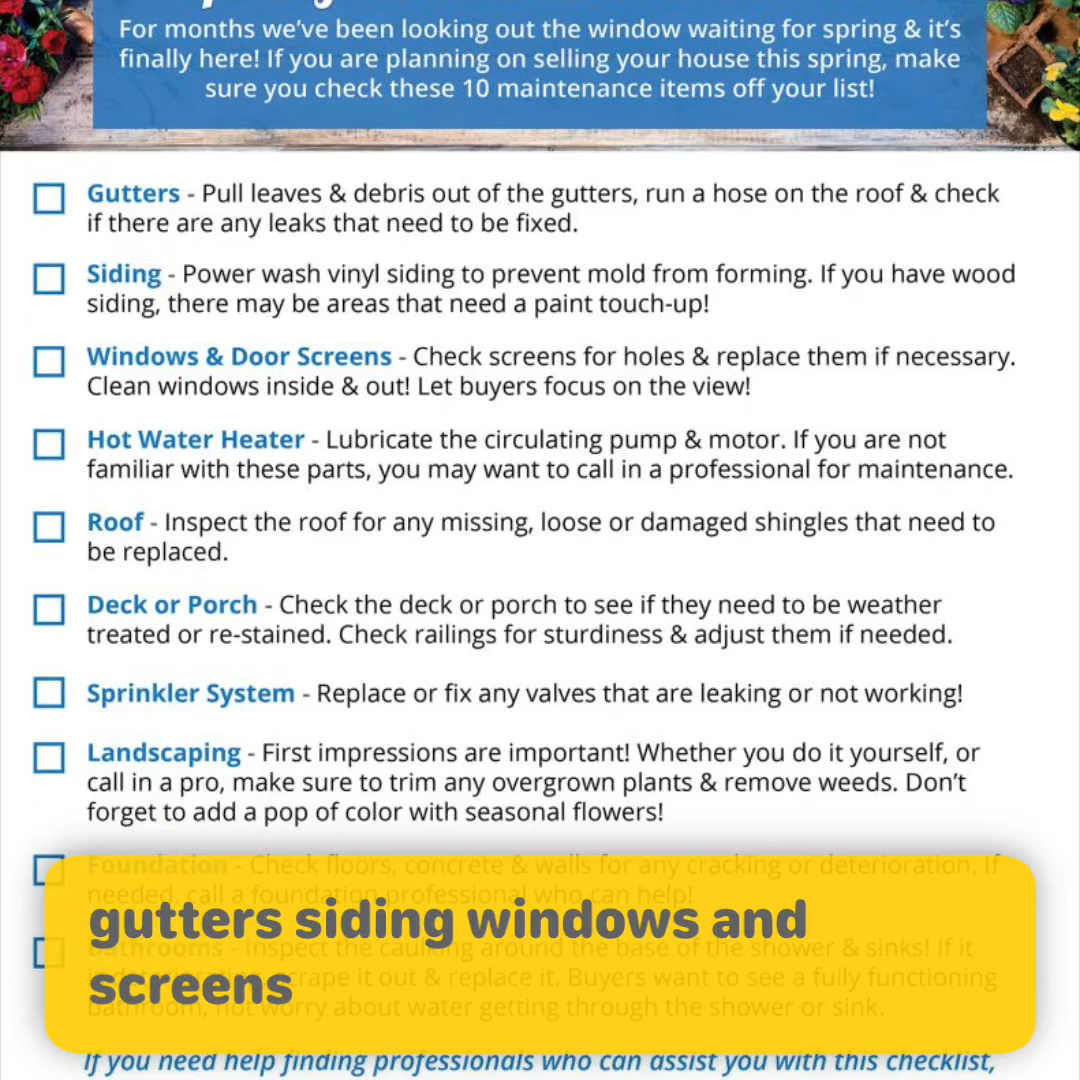 For months we've been looking out the window waiting for spring & it's
finally here! If you are planning on selling your house this spring, make
sure you check these 10 maintenance items off your list!
Gutters - Pull leaves & debris out of the gutters, run a hose on the roof & check
if there are any leaks that need to be fixed.
Siding - Power wash vinyl siding to prevent mold from forming. If you have wood
siding, there may be areas that need a paint touch-up!
Windows & Door Screens - Check screens for holes & replace them if necessary.
Clean windows inside & out! Let buyers focus on the view!
Hot Water Heater - Lubricate the circulating pump & motor. If you are not
familiar with these parts, you may want to call in a professional for maintenance.
Roof - Inspect the roof for any missing, loose or damaged shingles that need to
be replaced.
Deck or Porch - Check the deck or porch to see if they need to be weather
treated or re-stained. Check railings for sturdiness & adjust them if needed.
Sprinkler System - Replace or fix any valves that are leaking or not working!
Landscaping - First impressions are important! Whether you do it yourself, or
call in a pro, make sure to trim any overgrown plants & remove weeds. Don't
forget to add a pop of color with seasonal flowers!
Foundation - Check floors, concrete & walls for any cracking or deterioration. If
needed, call a foundation professional who can help!
gutters siding windows and
Bathrooms - Inspect the caulking around the base of the shower & sinks! If it
scrape it out & replace it. Buyers want to see a fully functioning
screens
bathroom, not worry about water getting through the shower or sink.
If you need help finding professionals who can assist you with this checklist,